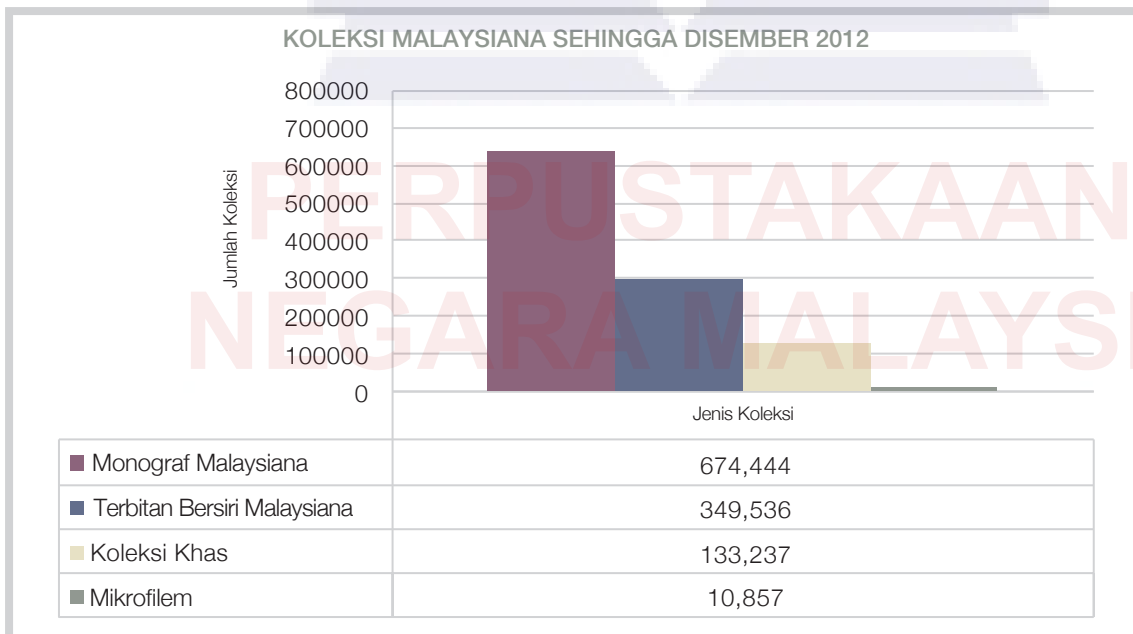 KOLEKSI MALAYSIANA SEHINGGA DISEMBER 2012
800000
700000
600000
500000
400000
300000
200000
100000
0
Jumlah Koleksi
Jenis Koleksi
PERPUSTAKAAN
NEGARA MALAYSI
Monograf Malaysiana 674,444
Terbitan Bersiri Malaysiana 349,536
Koleksi Khas 133,237
Mikrofilem 10,857